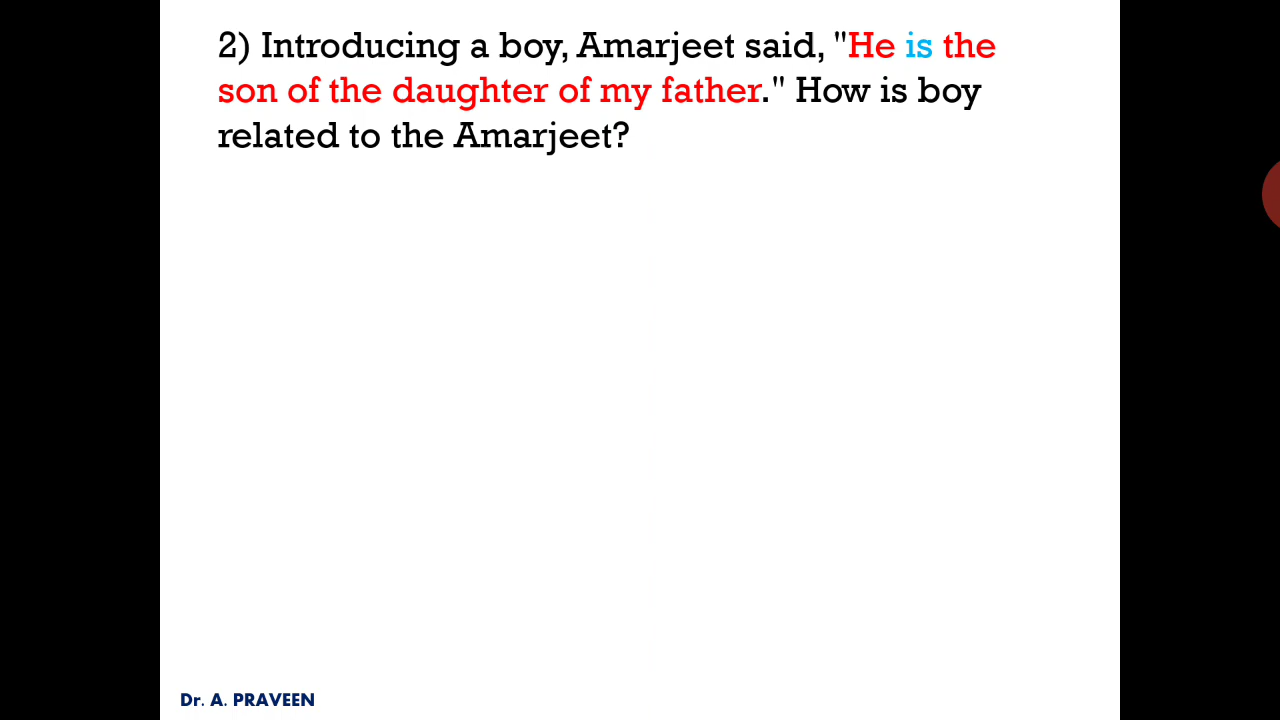 2) Introducing a boy, Amarjeet said, "He is the
son of the daughter of my father." How is boy
related to the Amarjeet?
Dr. A. PRAVEEN